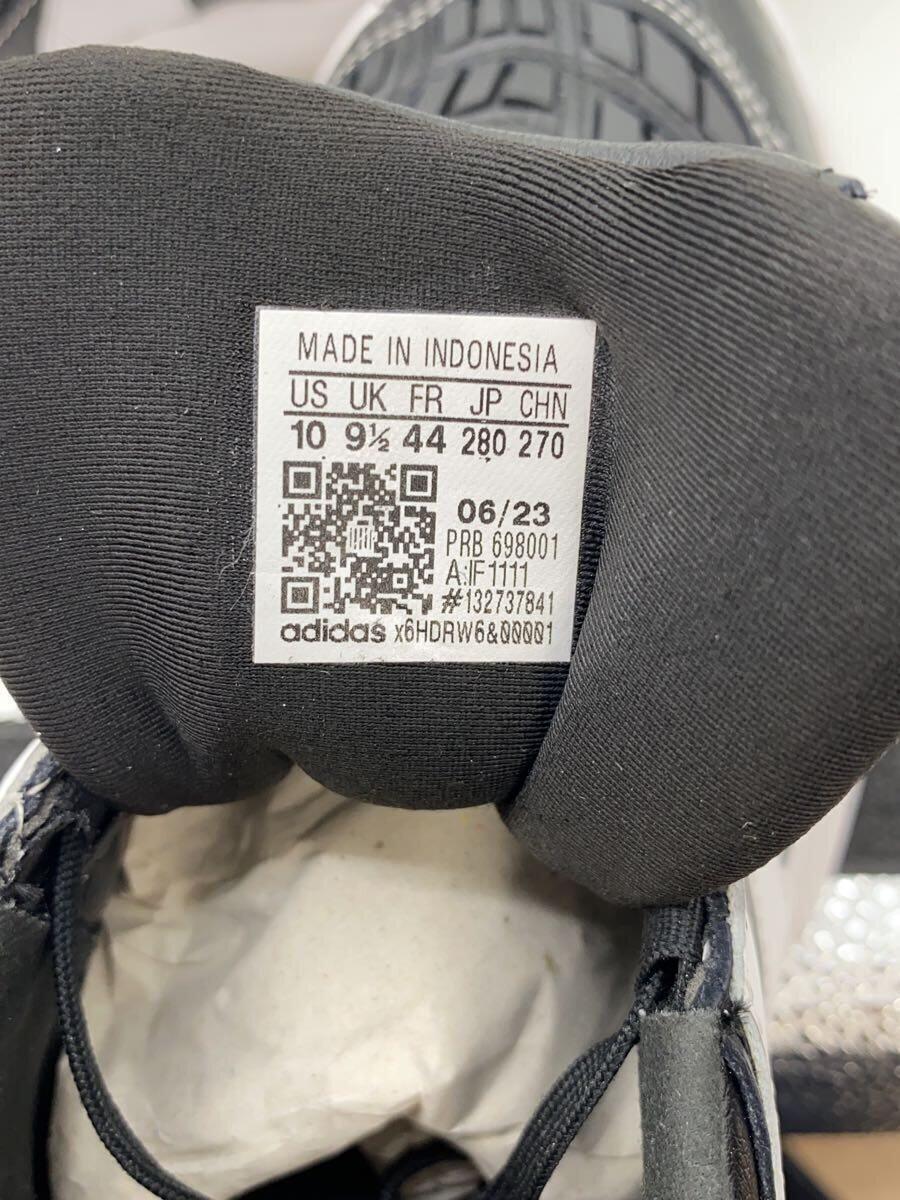 MADE IN INDONESIA
US UK FR JP CHN
10 9½ 44 280 270
06/23
PRB 698001
A:IF1111
#132737841
adidas x6HDRW6&00001